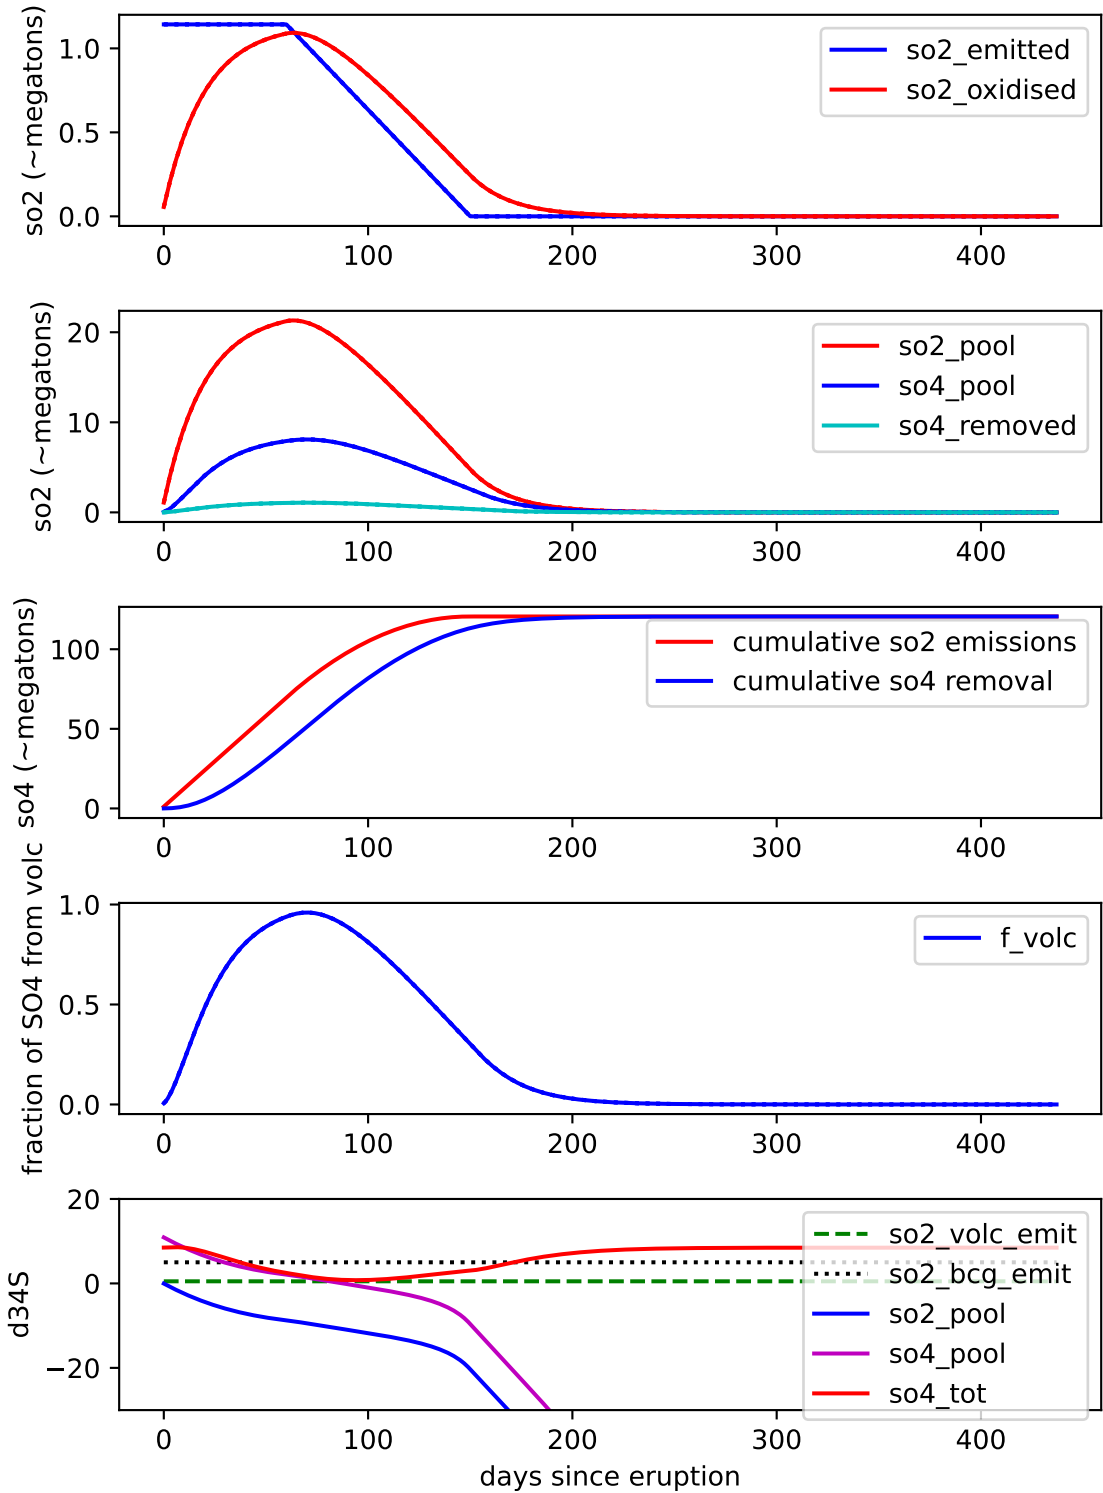 so2 (~megatons)
1.0
0.5
0.0
so2_emitted
so2_oxidised
0 100 200 300 400
so2 (~megatons)
20
10
0
so2_pool
so4_pool
so4_removed
0 100 200 300 400
so4 (~megatons)
100
50
0
cumulative so2 emissions
cumulative so4 removal
0 100 200 300 400
fraction of SO4 from volc
1.0
0.5
0.0
f_volc
0 100 200 300 400
d34S
20
0
−20
so2_volc_emit
so2_bcg_emit
so2_pool
so4_pool
so4_tot
0 100 200 300 400
days since eruption